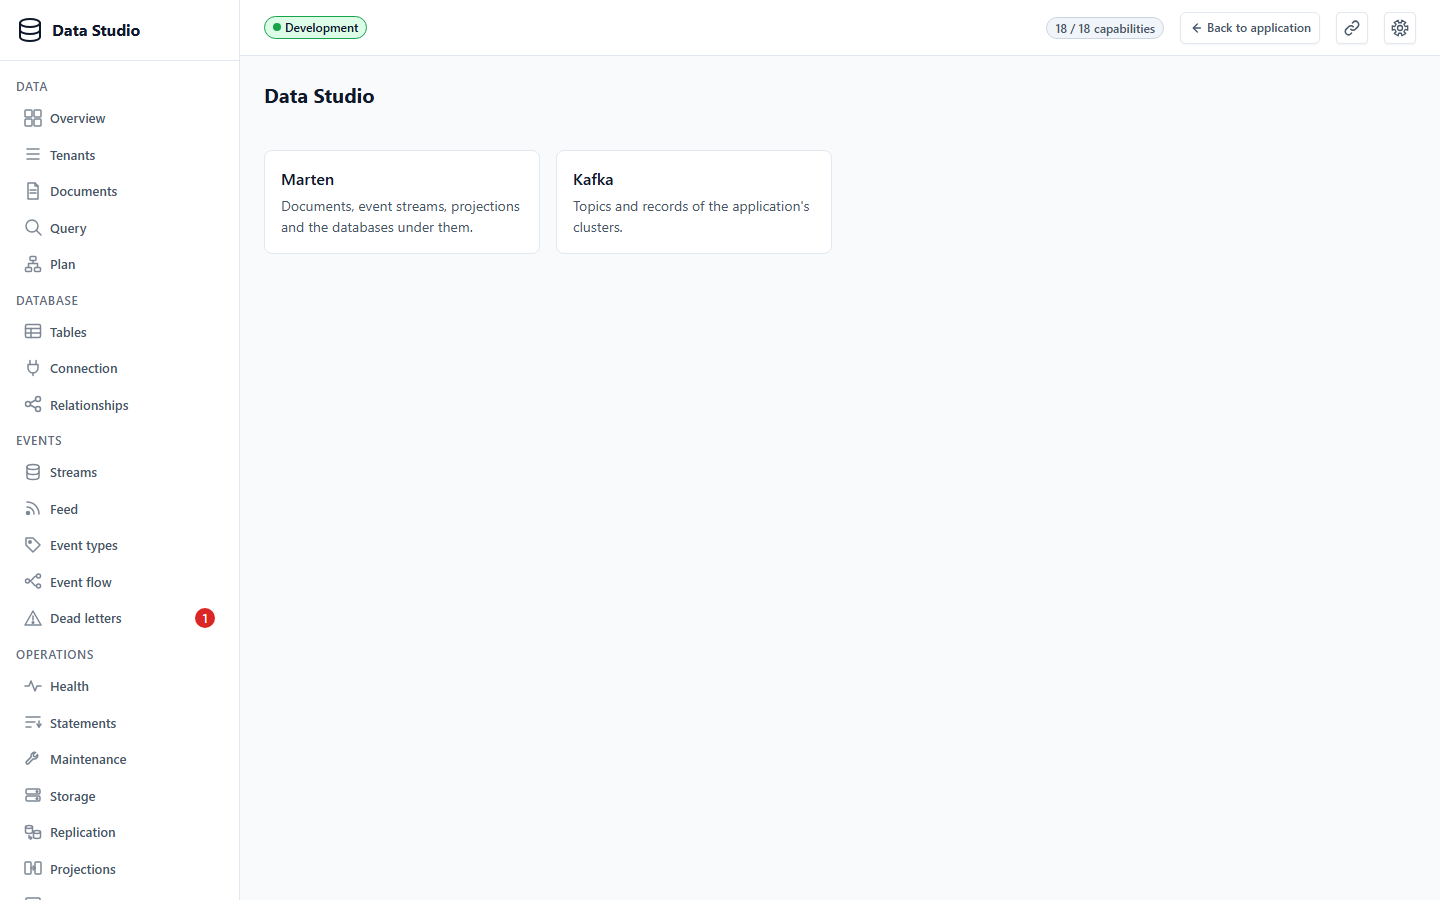 Data Studio
Development
18 / 18 capabilities
Back to application
DATA
Overview
Tenants
Documents
Query
Plan
DATABASE
Tables
Connection
Relationships
EVENTS
Streams
Feed
Event types
Event flow
Dead letters
1
OPERATIONS
Health
Statements
Maintenance
Storage
Replication
Projections
Data Studio
Marten
Documents, event streams, projections
and the databases under them.
Kafka
Topics and records of the application's
clusters.